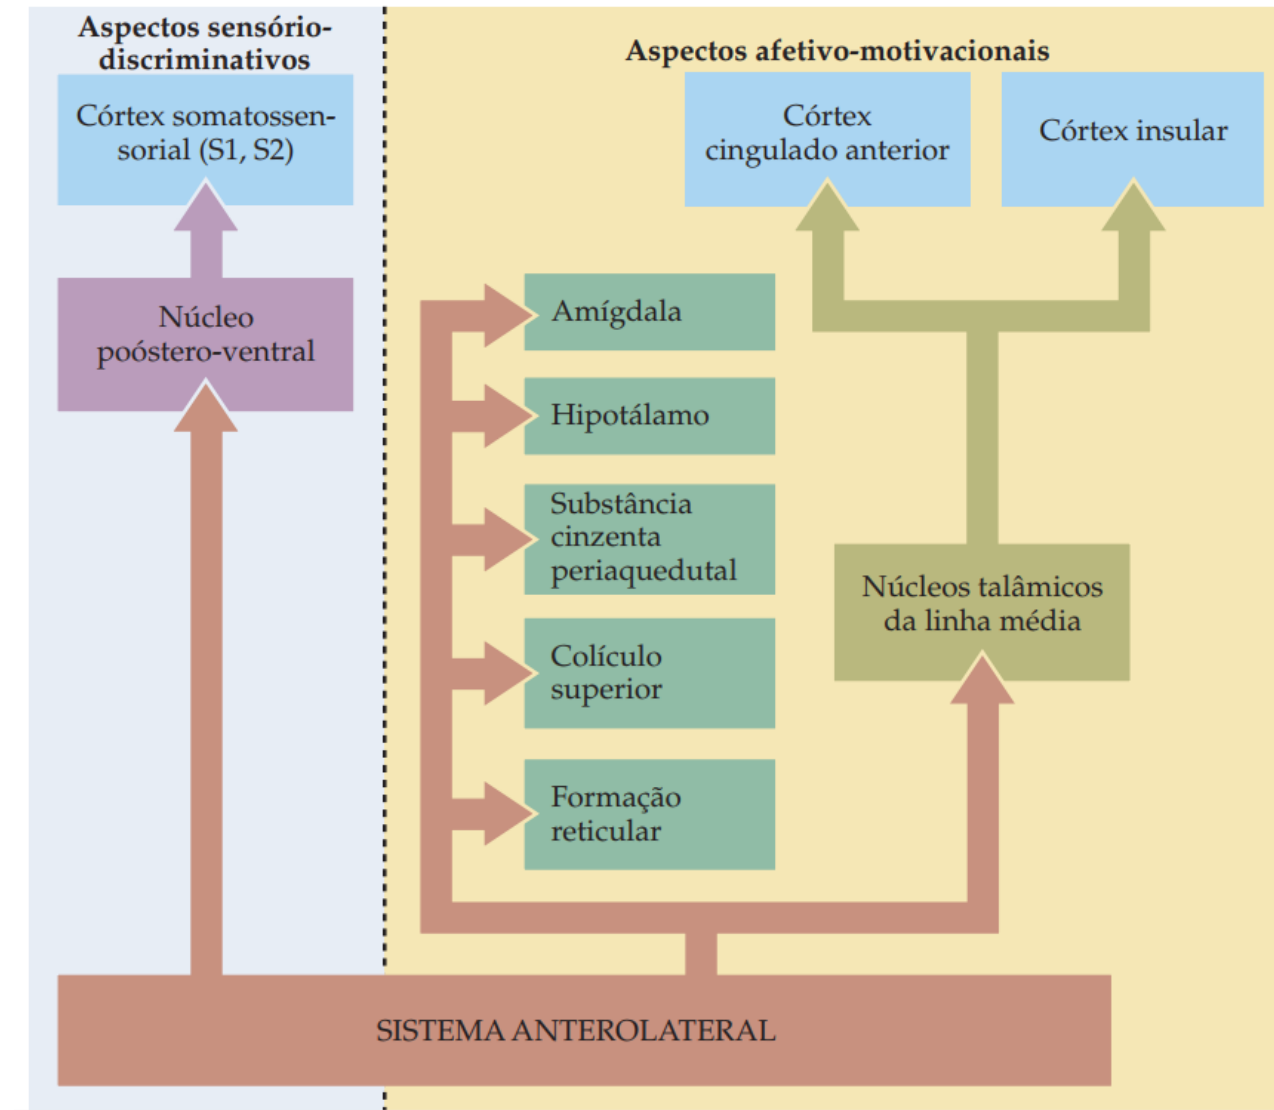 Aspectos sensório-
discriminativos
Córtex somatossen-
sorial (S1, S2)
Núcleo
poóstero-ventral
Aspectos afetivo-motivacionais
Córtex
cingulado anterior
Córtex insular
Amígdala
Hipotálamo
Substância
cinzenta
periaquedutal
Colículo
superior
Formação
reticular
Núcleos talâmicos
da linha média
SISTEMA ANTEROLATERAL